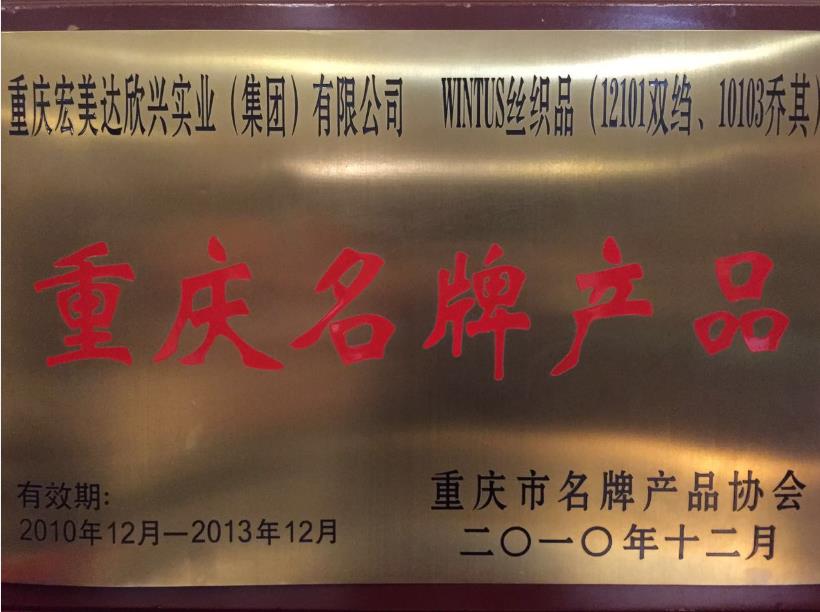 重庆宏美达欣兴实业（集团）有限公司 WINTUS丝织品（12101双绉、10103乔其）
重庆名牌产品
有效期:
2010年12月—2013年12月
重庆市名牌产品协会
二〇一〇年十二月